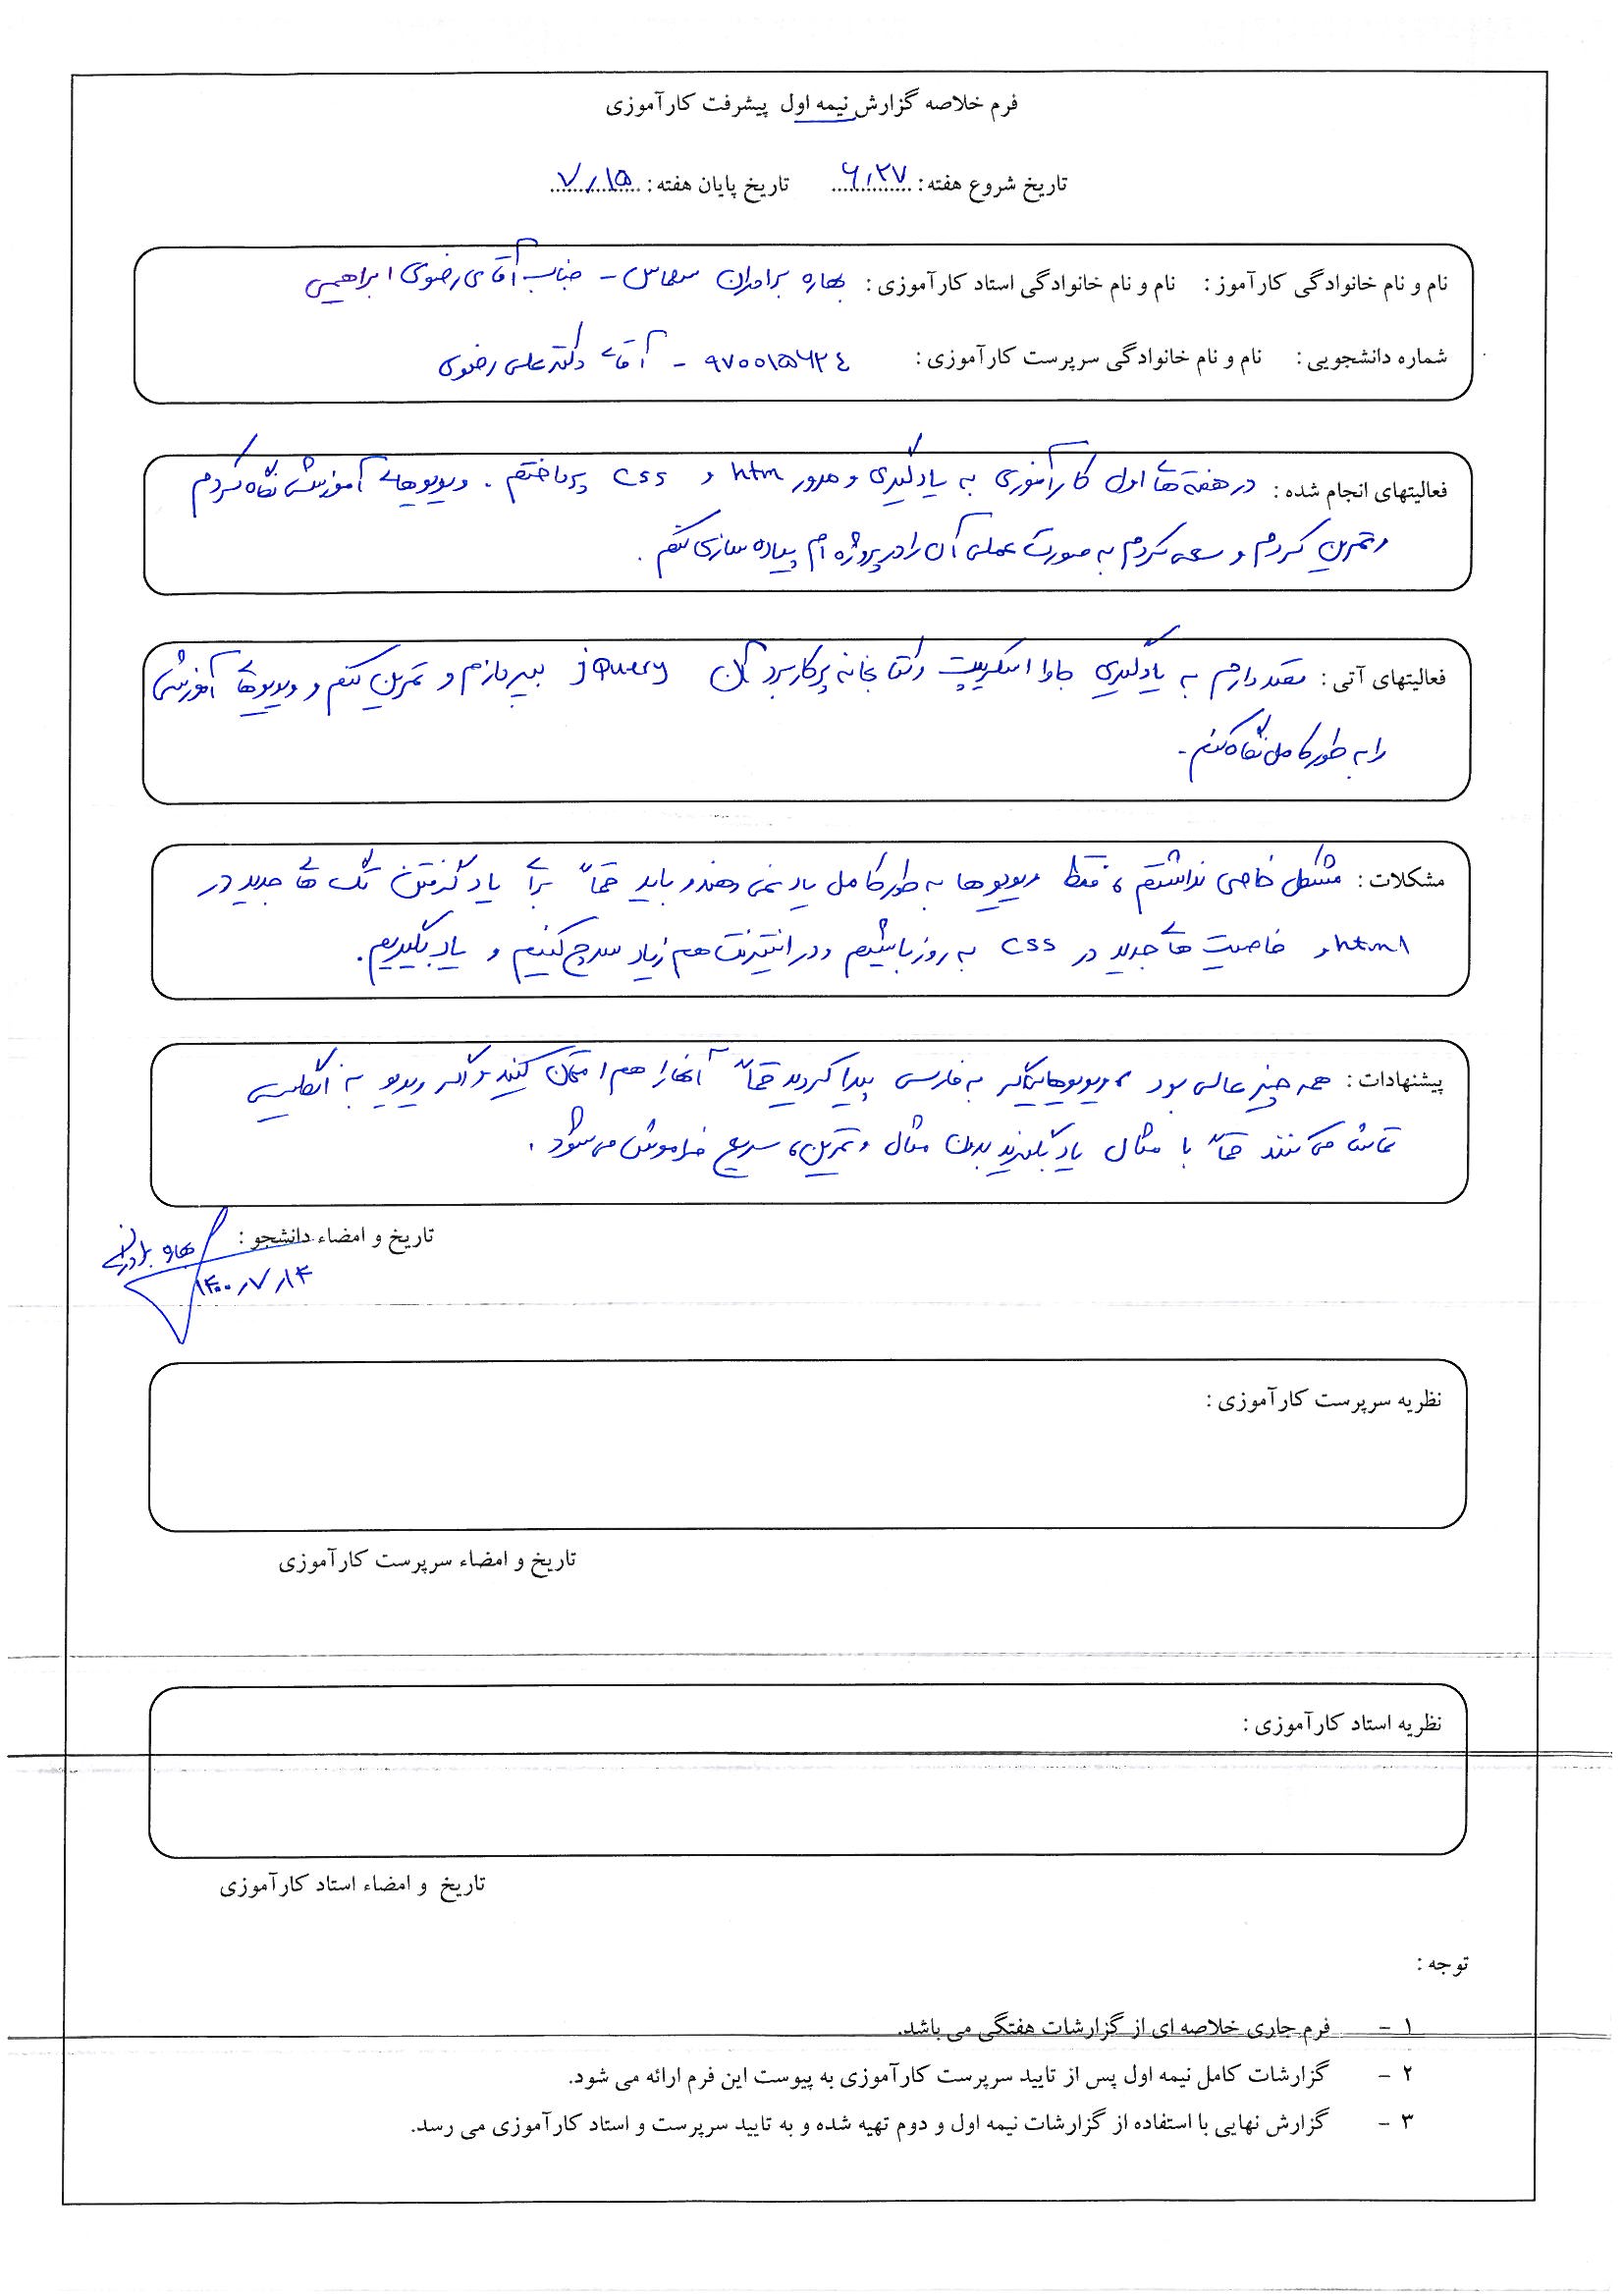 فرم خلاصه گزارش نیمه اول پیشرفت کارآموزی
تاریخ شروع هفته : ۶٫۲۷ تاریخ پایان هفته : ۷٫۱۵
نام و نام خانوادگی کارآموز : نام و نام خانوادگی استاد کارآموزی : بهاره برادران - جناب آقای رضوی ابراهیمی
شماره دانشجویی : نام و نام خانوادگی سرپرست کارآموزی : ۹۷۰۰۱۵۶۲٤ - آقای دکتر علی رضوی
فعالیتهای انجام شده : در هفته های اول کارآموزی به یادگیری و مرور htm و css پرداختم . ویدیوهای آموزشی نگاه کردم
و تمرین کردم و سعی کردم به صورت عملی آن را در پروژه ام پیاده سازی کنم .
فعالیتهای آتی : قصد دارم به یادگیری جاوا اسکریپت و کتابخانه پرکاربرد آن jQuery بپردازم و تمرین کنم و ویدیوهای آموزشی
را به طور کامل نگاه کنم .
مشکلات : مشکل خاصی نداشتم ، فقط ویدیوها به طور کامل یاد نمی دهند و باید حتماً برای یاد گرفتن تگ های جدید در
html و خاصیت های جدید در css به روز باشیم و در اینترنت هم زیاد سرچ کنیم و یاد بگیریم .
پیشنهادات : همه چیز عالی بود ، ویدیوهایی اگر به فارسی پیدا کردید حتماً آنها را هم امتحان کنید و اگر ویدیو به انگلیسی
تماشا می کنند حتماً با مثال یاد بگیرند بدون مثال و تمرین ، سریع فراموش می شود .
تاریخ و امضاء دانشجو : بهاره برادران
۱۴۰۰٫۷٫۱۴
نظریه سرپرست کارآموزی :
تاریخ و امضاء سرپرست کارآموزی
نظریه استاد کارآموزی :
تاریخ و امضاء استاد کارآموزی
توجه :
۱ - فرم جاری خلاصه ای از گزارشات هفتگی می باشد.
۲ - گزارشات کامل نیمه اول پس از تایید سرپرست کارآموزی به پیوست این فرم ارائه می شود.
۳ - گزارش نهایی با استفاده از گزارشات نیمه اول و دوم تهیه شده و به تایید سرپرست و استاد کارآموزی می رسد.